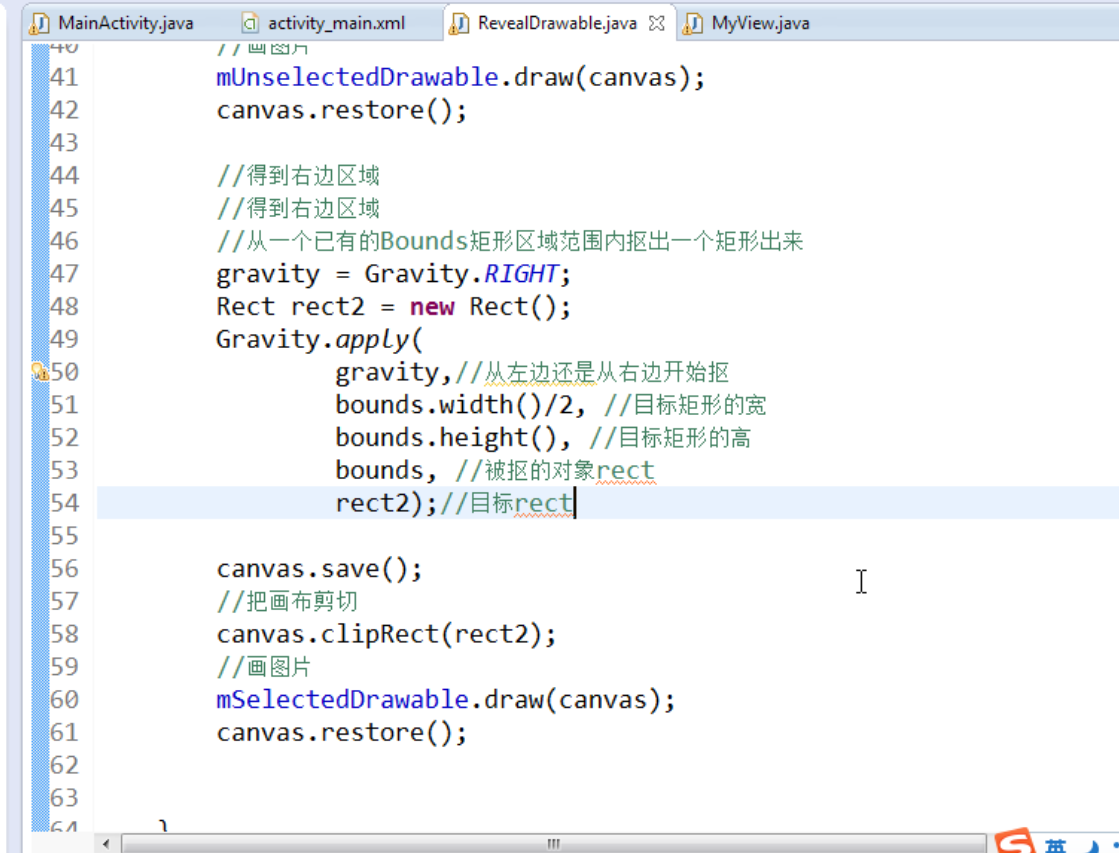 MainActivity.java activity_main.xml RevealDrawable.java MyView.java
40 //画图片
41 mUnselectedDrawable.draw(canvas);
42 canvas.restore();
43
44 //得到右边区域
45 //得到右边区域
46 //从一个已有的Bounds矩形区域范围内抠出一个矩形出来
47 gravity = Gravity.RIGHT;
48 Rect rect2 = new Rect();
49 Gravity.apply(
50 gravity,//从左边还是从右边开始抠
51 bounds.width()/2, //目标矩形的宽
52 bounds.height(), //目标矩形的高
53 bounds, //被抠的对象rect
54 rect2);//目标rect
55
56 canvas.save();
57 //把画布剪切
58 canvas.clipRect(rect2);
59 //画图片
60 mSelectedDrawable.draw(canvas);
61 canvas.restore();
62
63
64 }
英